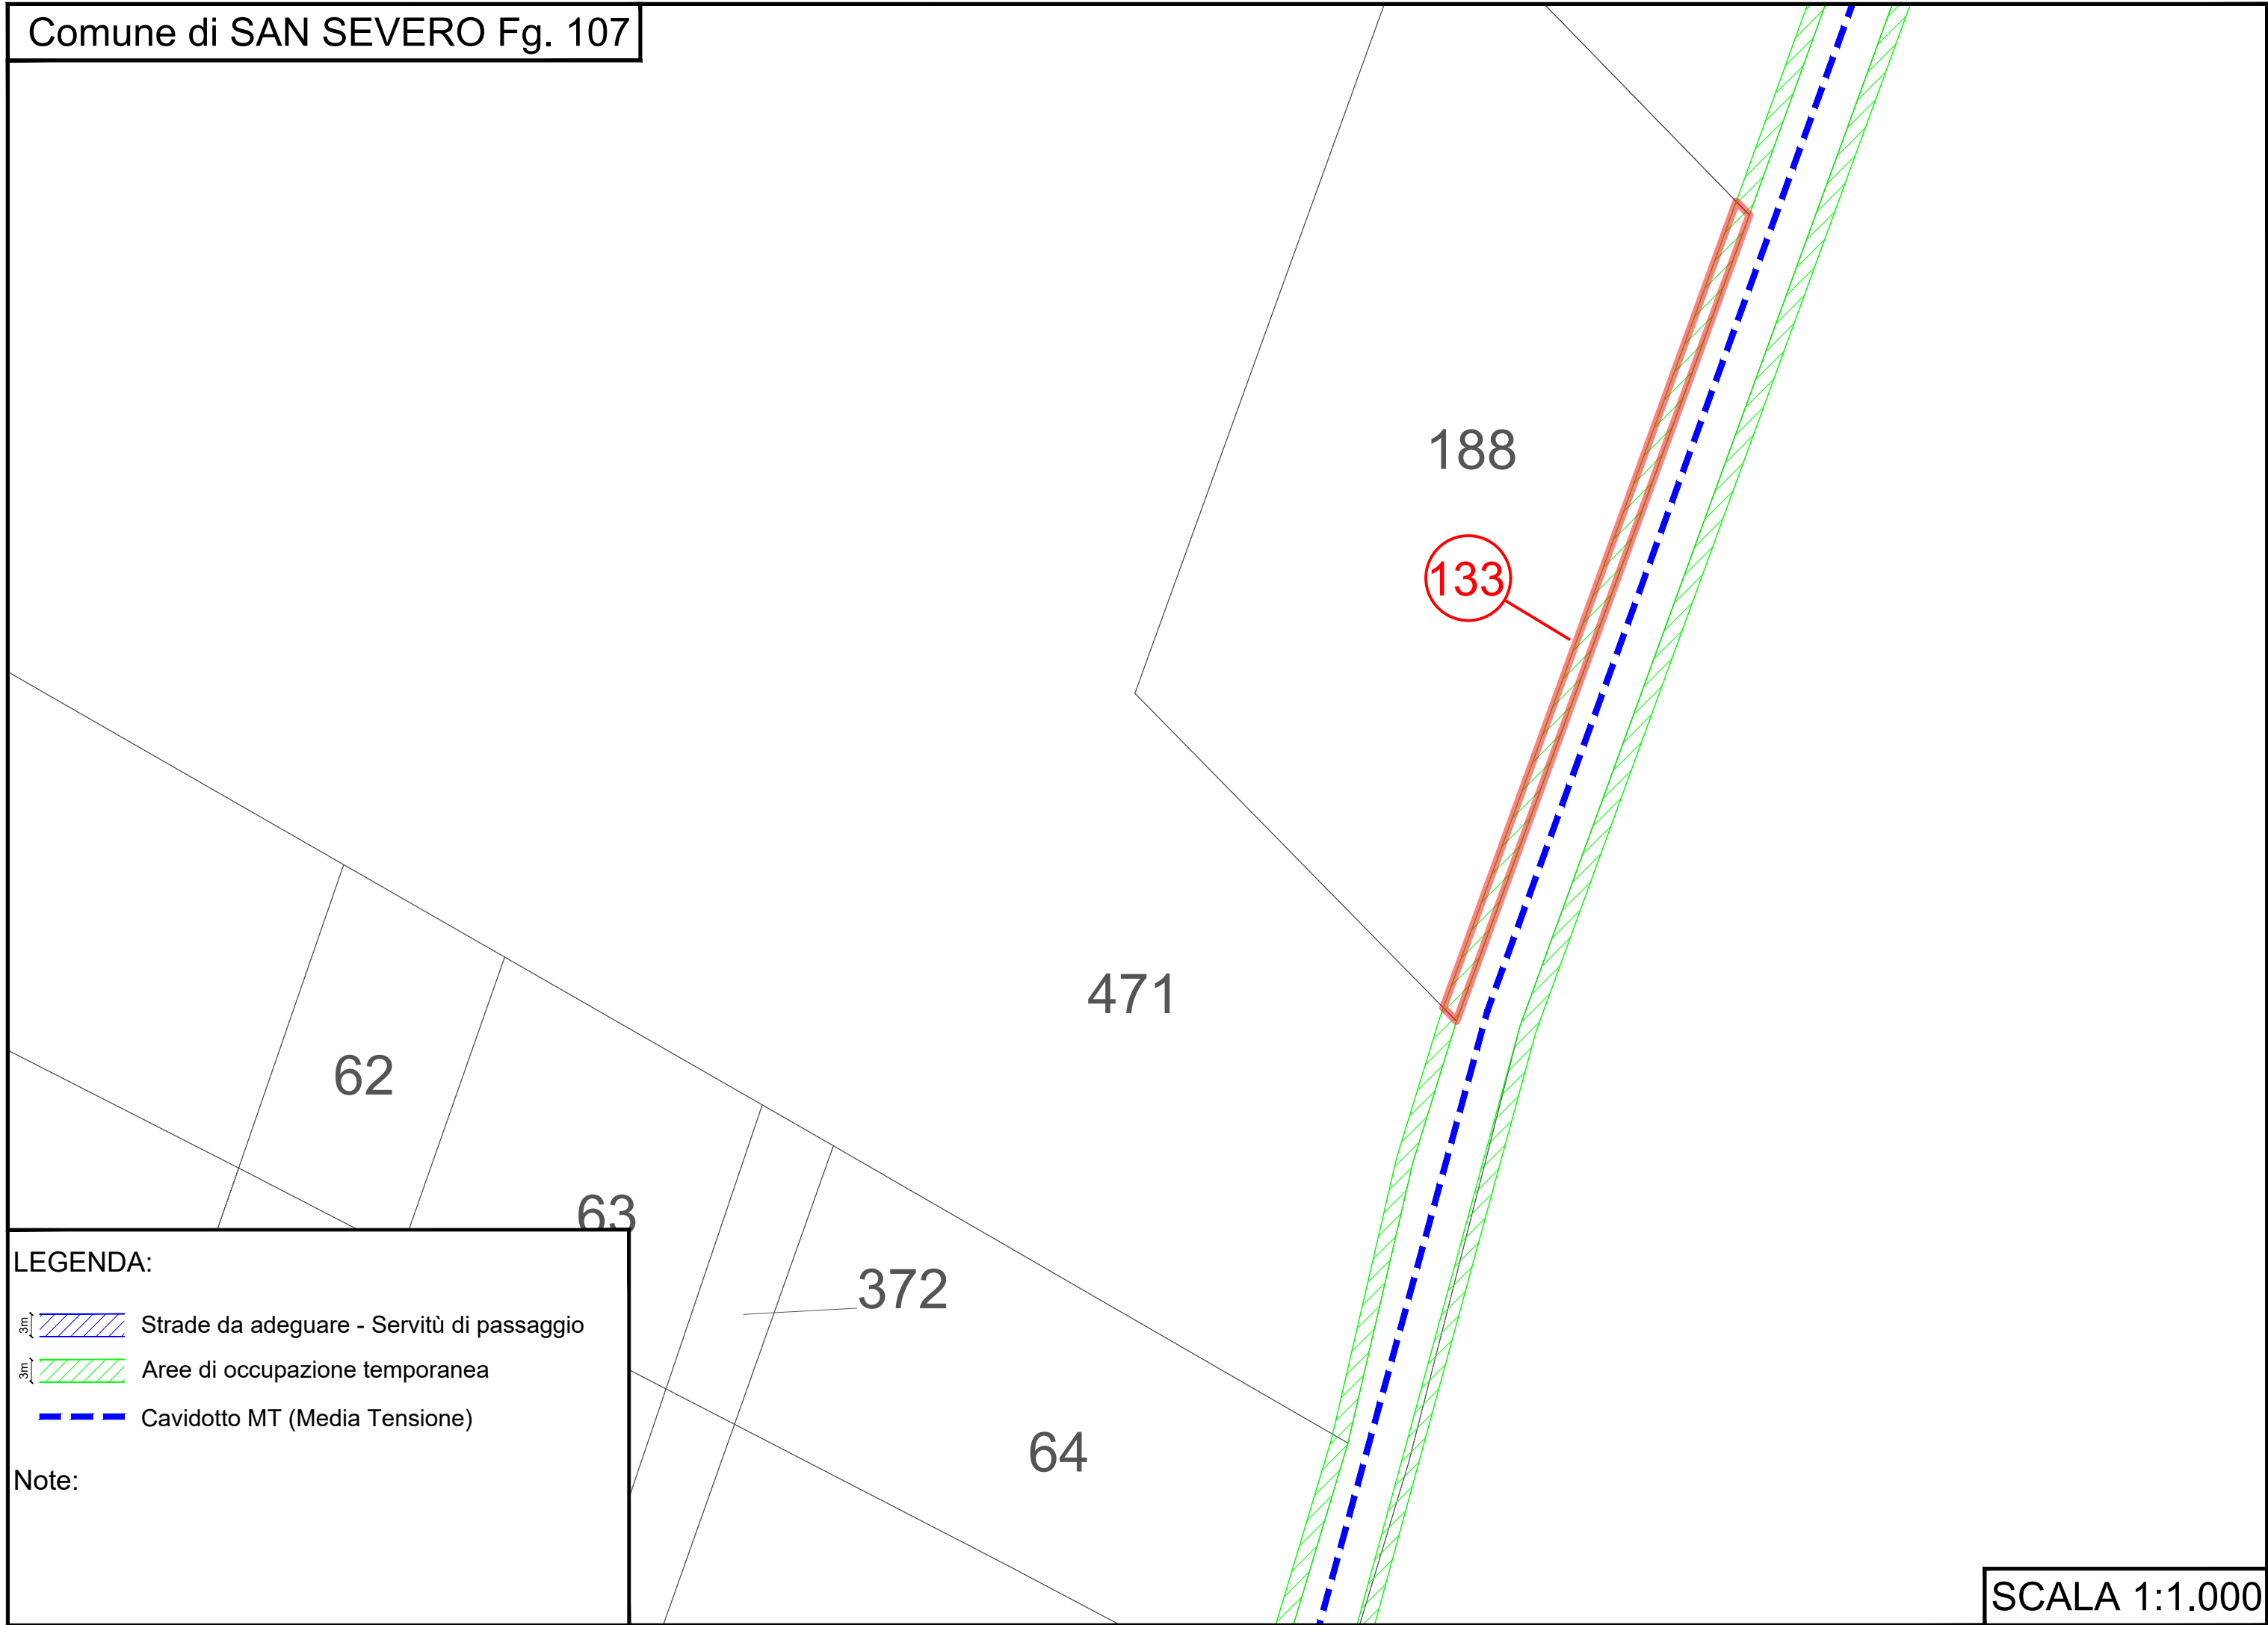 Comune di SAN SEVERO Fg. 107
188
133
471
62
63
372
64
LEGENDA:
3m
Strade da adeguare - Servitù di passaggio
3m
Aree di occupazione temporanea
Cavidotto MT (Media Tensione)
Note:
SCALA 1:1.000